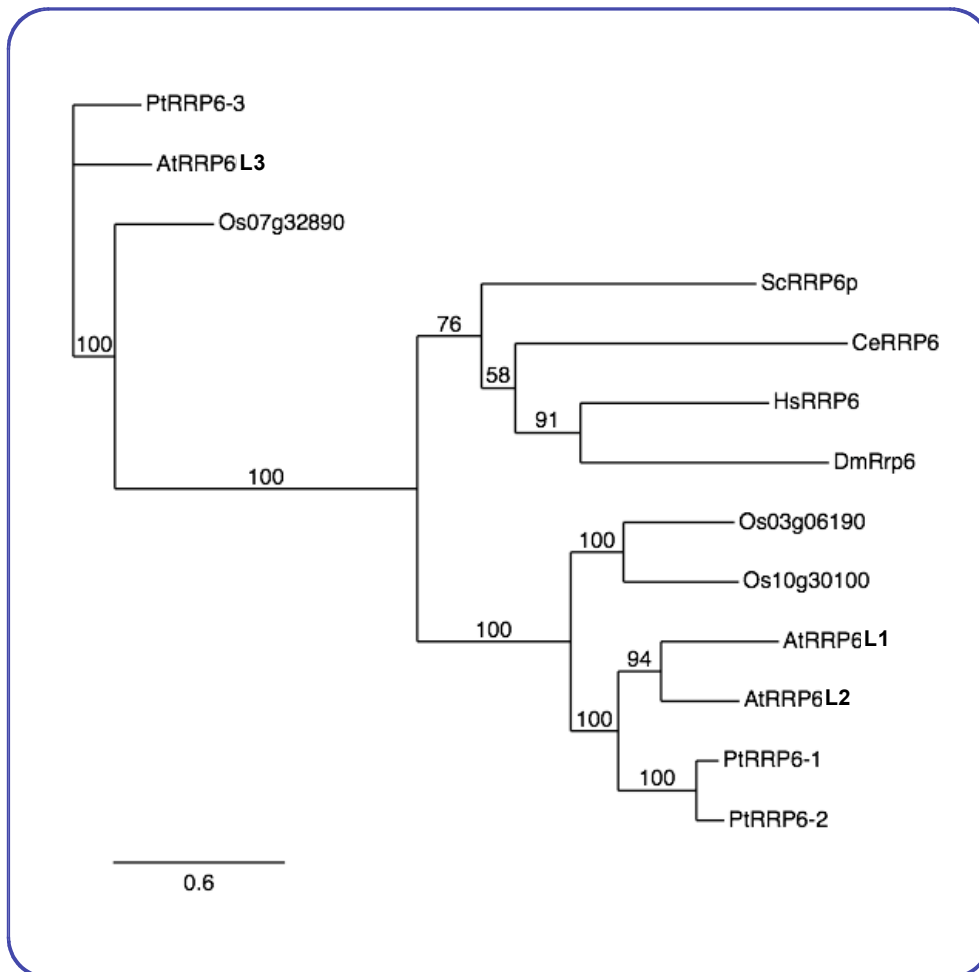 PtRRP6-3
AtRRP6L3
Os07g32890
ScRRP6p
76
CeRRP6
100
58
HsRRP6
91
DmRrp6
100
Os03g06190
100
Os10g30100
100
AtRRP6L1
94
AtRRP6L2
100
PtRRP6-1
100
PtRRP6-2
0.6